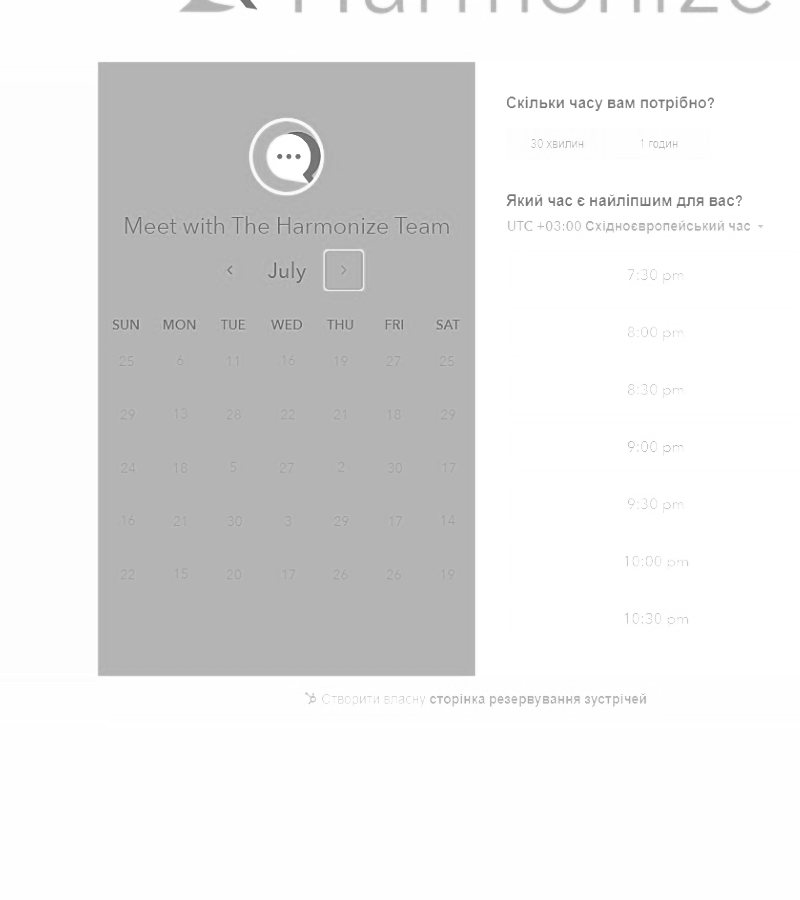 Harmonize
Meet with The Harmonize Team
July
SUN MON TUE WED THU FRI SAT
25 6 11 16 19 27 25
29 13 28 22 21 18 29
24 18 5 27 2 30 17
16 21 30 3 29 17 14
22 15 20 17 26 26 19
Скільки часу вам потрібно?
30 хвилин 1 годин
Який час є найліпшим для вас?
UTC +03:00 Східноєвропейський час
7:30 pm
8:00 pm
8:30 pm
9:00 pm
9:30 pm
10:00 pm
10:30 pm
Створити власну сторінка резервування зустрічей